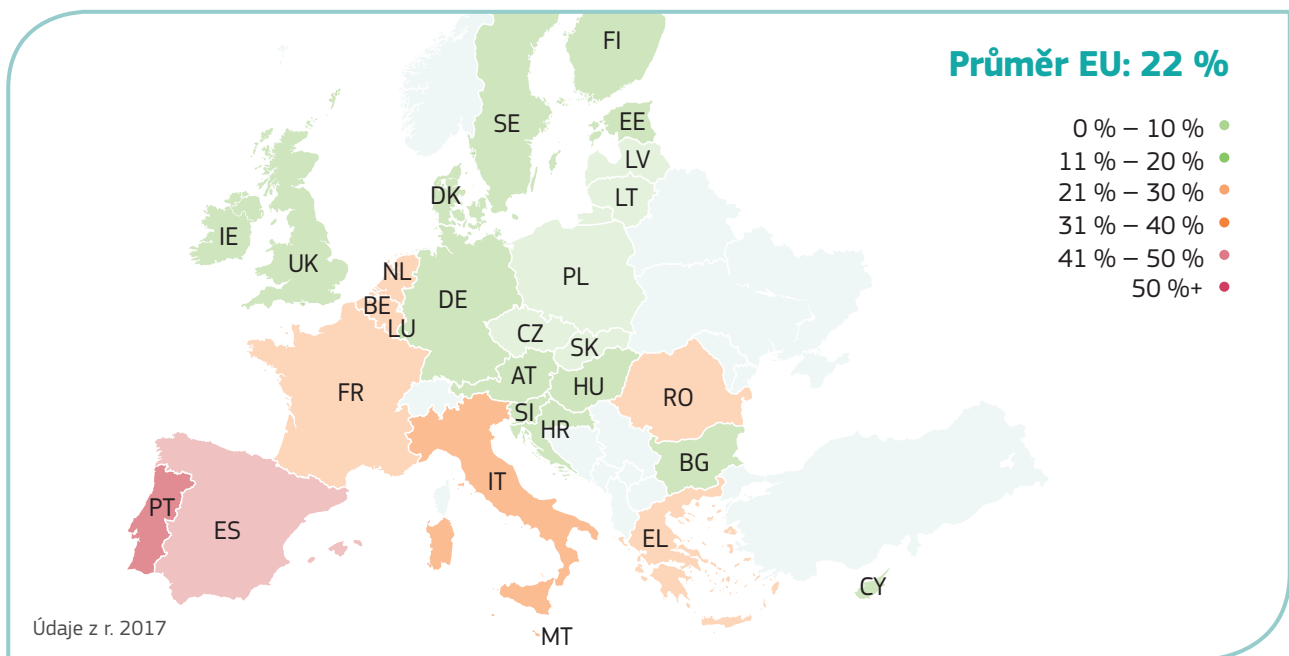 Průměr EU: 22 %
0 % – 10 %
11 % – 20 %
21 % – 30 %
31 % – 40 %
41 % – 50 %
50 %+
FI
SE
EE
LV
DK
LT
IE
UK
NL
PL
BE
DE
LU
CZ
SK
AT
HU
FR
RO
SI
HR
BG
IT
PT
ES
EL
CY
MT
Údaje z r. 2017